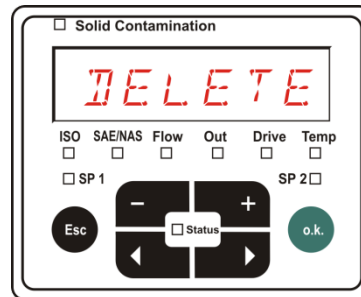 Solid Contamination
DELETE
ISO SAE/NAS Flow Out Drive Temp
SP 1 SP 2
- +
Esc Status o.k.